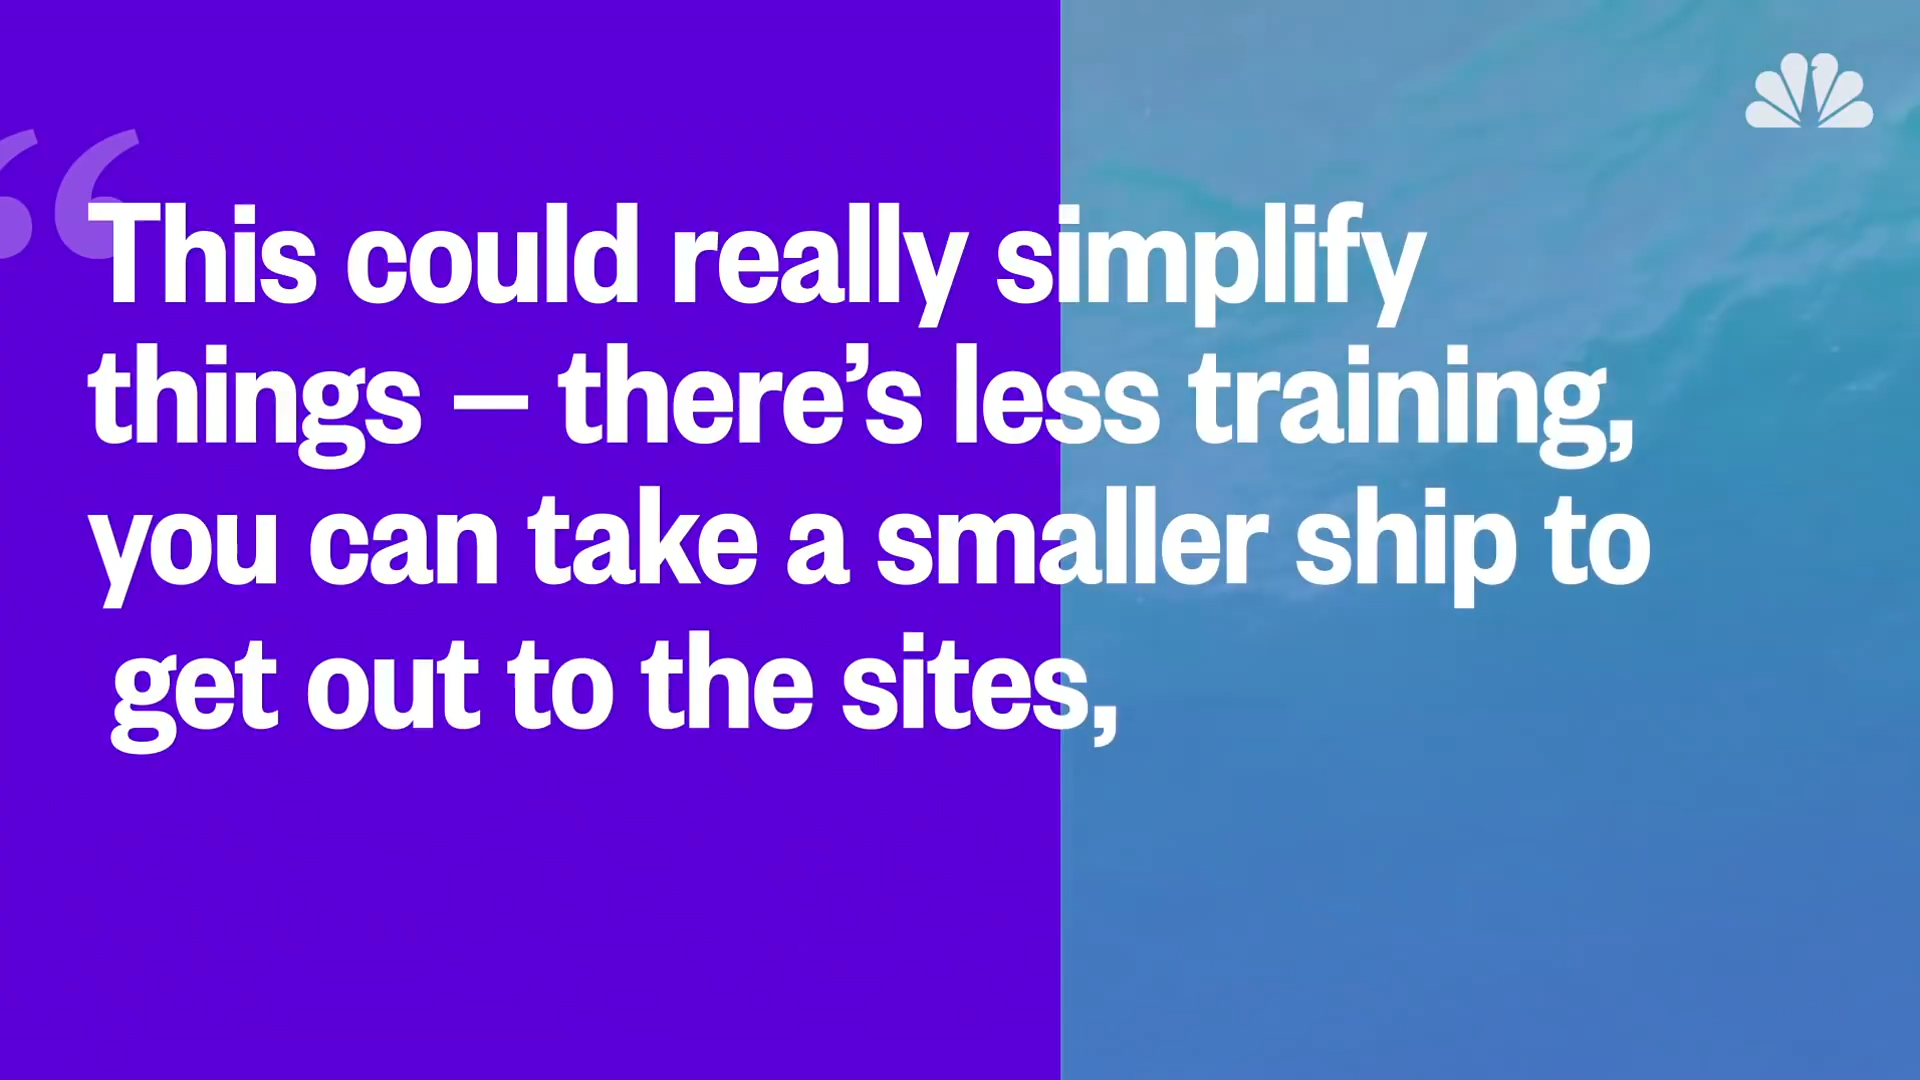 “This could really simplify
things – there’s less training,
you can take a smaller ship to
get out to the sites,